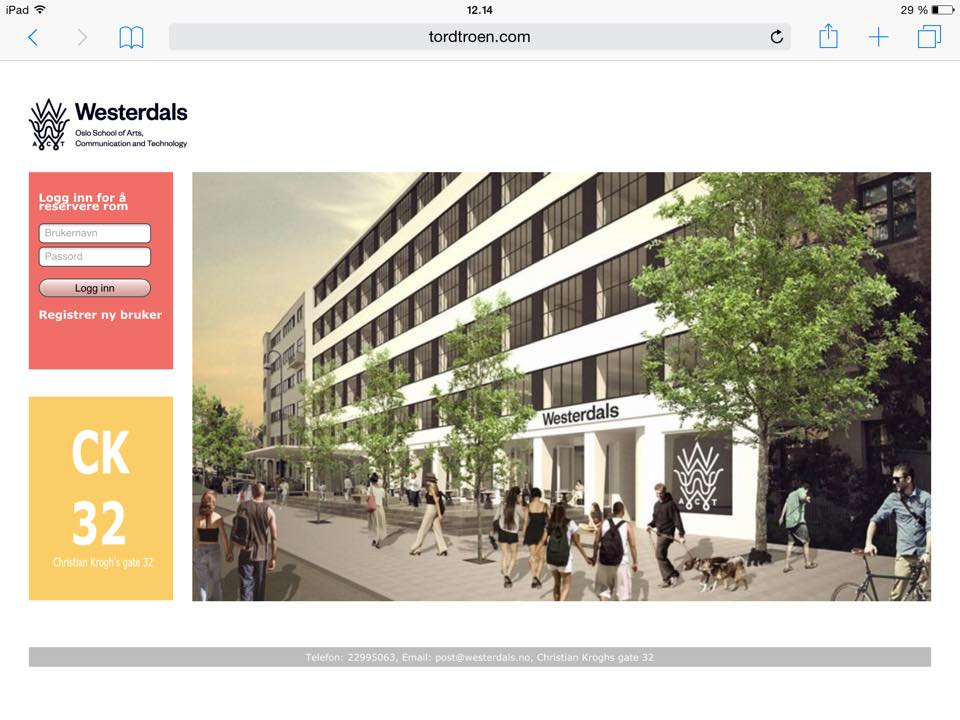 iPad 12.14 29 %
tordtroen.com
Westerdals
Oslo School of Arts,
Communication and Technology
A C T
Logg inn for å
reservere rom
Brukernavn
Passord
Logg inn
Registrer ny bruker
Westerdals
A C T
CK
32
Christian Krogh's gate 32
Telefon: 22995063, Email: post@westerdals.no, Christian Kroghs gate 32